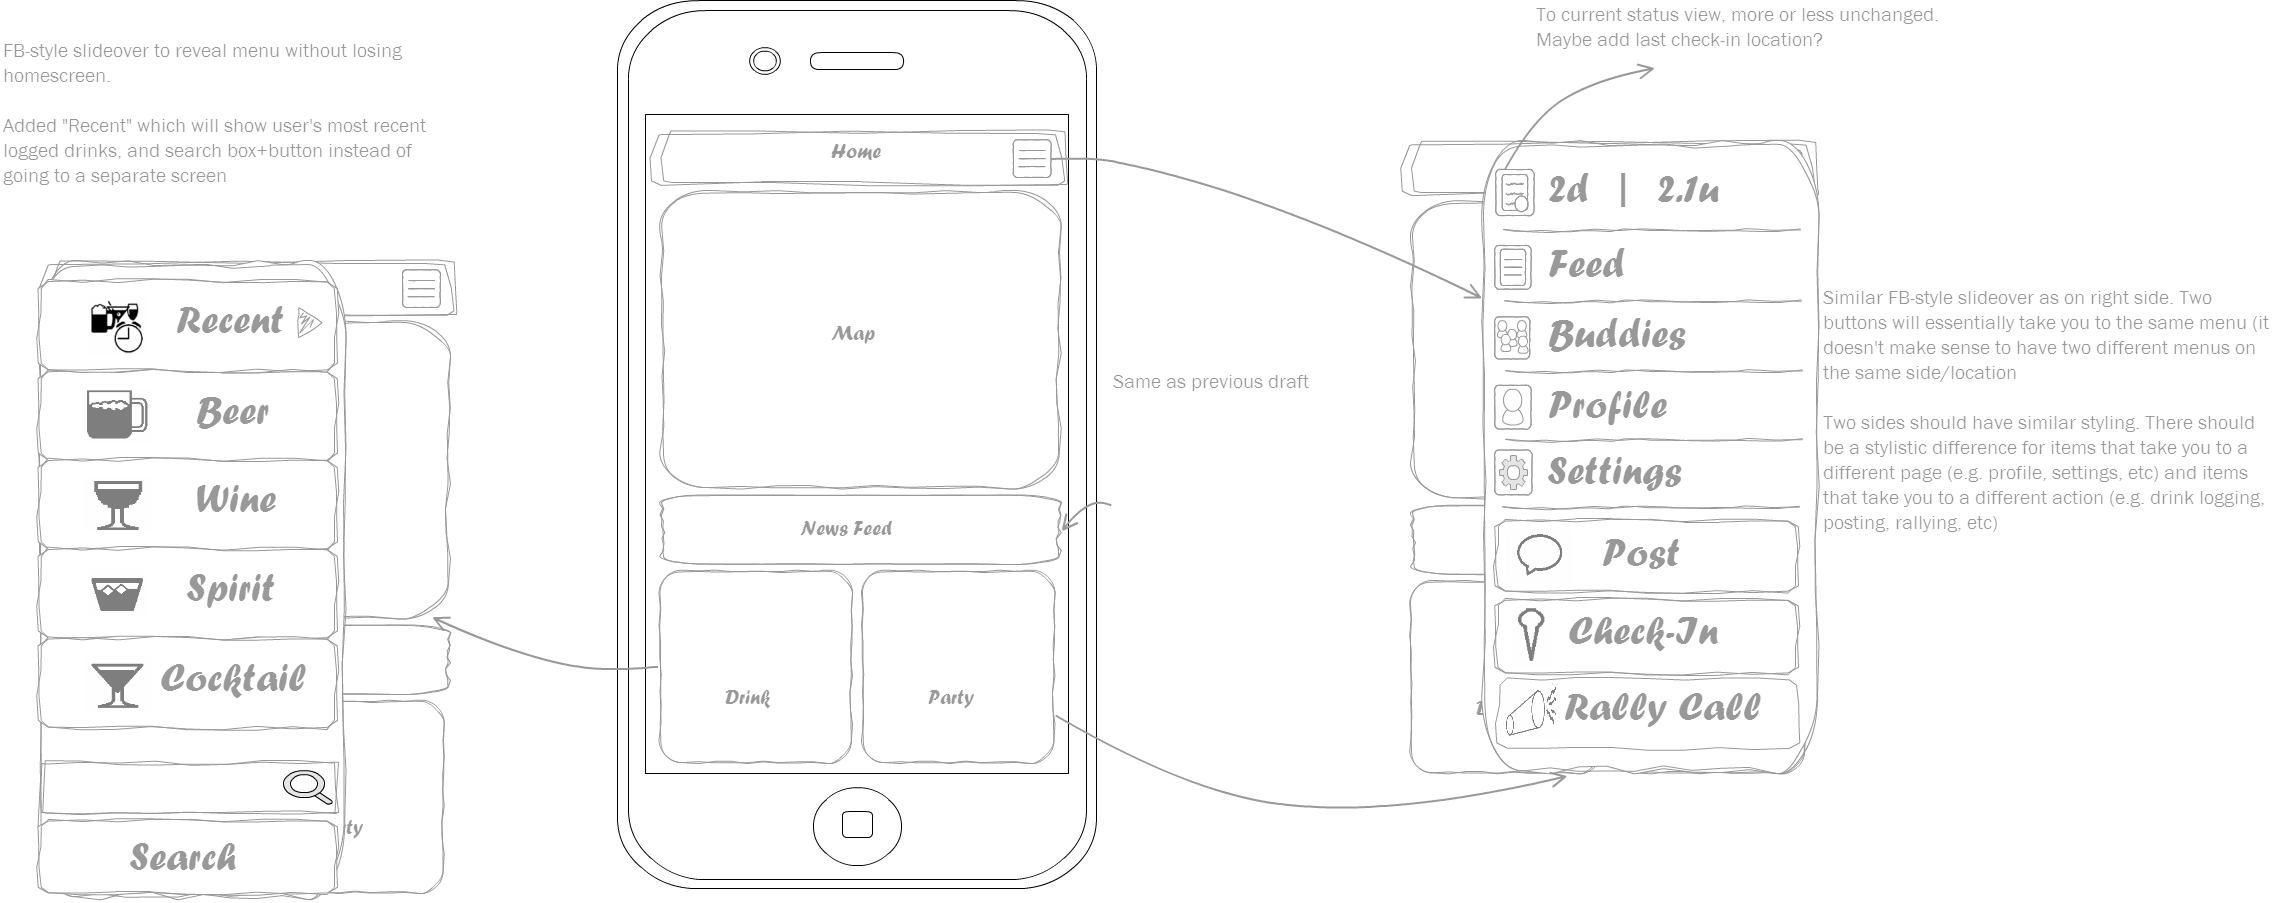 FB-style slideover to reveal menu without losing
homescreen.
Added "Recent" which will show user's most recent
logged drinks, and search box+button instead of
going to a separate screen
Recent
Beer
Wine
Spirit
Cocktail
Search
ty
Home
Map
News Feed
Drink
Party
Same as previous draft
To current status view, more or less unchanged.
Maybe add last check-in location?
2d | 2.1u
Feed
Buddies
Profile
Settings
Post
Check-In
Rally Call
Similar FB-style slideover as on right side. Two
buttons will essentially take you to the same menu (it
doesn't make sense to have two different menus on
the same side/location
Two sides should have similar styling. There should
be a stylistic difference for items that take you to a
different page (e.g. profile, settings, etc) and items
that take you to a different action (e.g. drink logging,
posting, rallying, etc)